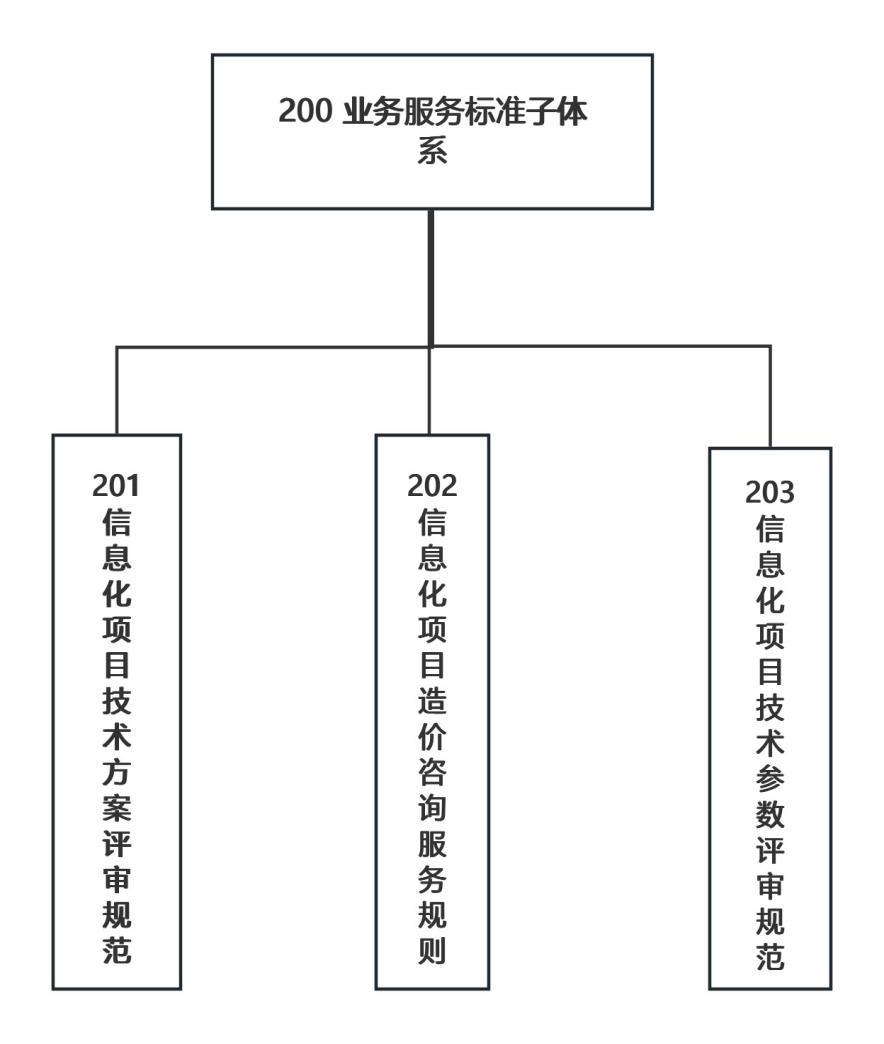 200 业务服务标准子体
系
201
信息化项目技术方案评审规范
202
信息化项目造价咨询服务规则
203
信息化项目技术参数评审规范